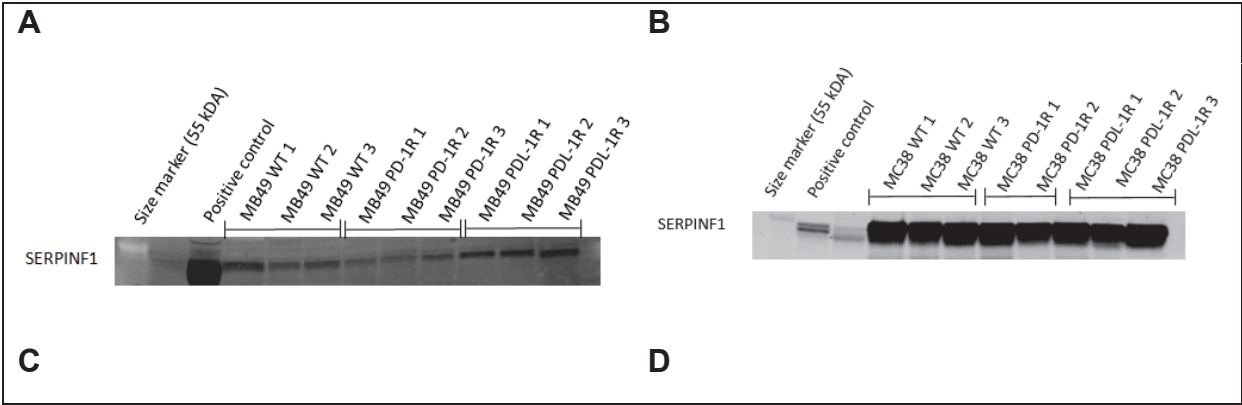 A
Size marker (55 kDA)
Positive control
MB49 WT 1
MB49 WT 2
MB49 WT 3
MB49 PD-1R 1
MB49 PD-1R 2
MB49 PD-1R 3
MB49 PDL-1R 1
MB49 PDL-1R 2
MB49 PDL-1R 3
SERPINF1
B
Size marker (55 kDA)
Positive control
MC38 WT 1
MC38 WT 2
MC38 WT 3
MC38 PD-1R 1
MC38 PD-1R 2
MC38 PDL-1R 1
MC38 PDL-1R 2
MC38 PDL-1R 3
SERPINF1
C
D